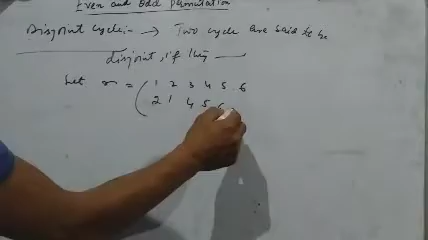 Even and Odd Permutation
Disjoint cycle:- → Two cycle are said to be
disjoint, if they
Let σ = ( 1 2 3 4 5 6
2 1 4 5 6